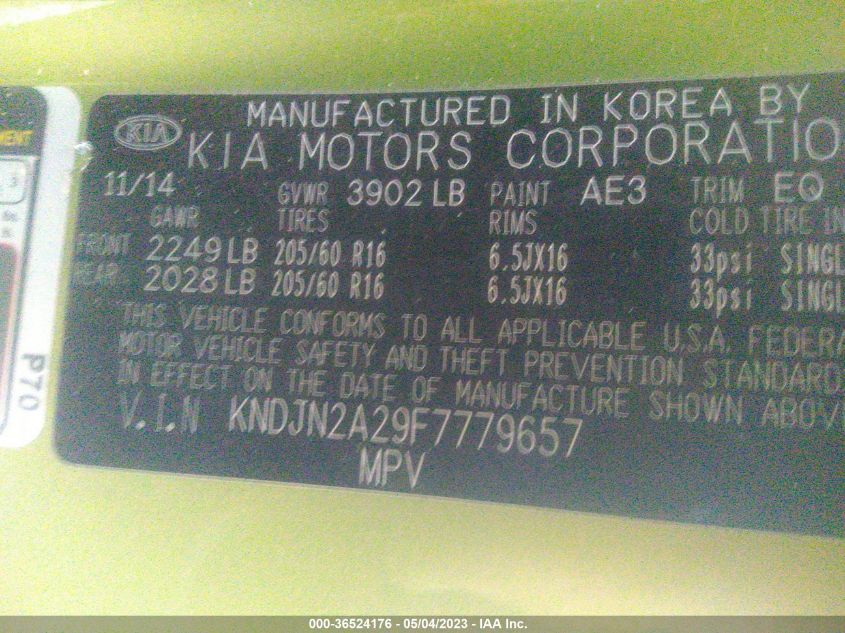 MANUFACTURED IN KOREA BY
KIA
KIA MOTORS CORPORATIO
11/14 GVWR 3902 LB PAINT AE3 TRIM EQ
GAWR TIRES RIMS COLD TIRE IN
FRONT 2249 LB 205/60 R16 6.5JX16 33psi SINGL
REAR 2028 LB 205/60 R16 6.5JX16 33psi SINGL
THIS VEHICLE CONFORMS TO ALL APPLICABLE U.S.A. FEDERA
MOTOR VEHICLE SAFETY AND THEFT PREVENTION STANDARD
IN EFFECT ON THE DATE OF MANUFACTURE SHOWN ABOV
V.I.N KNDJN2A29F7779657
MPV
P70
000-36524176 - 05/04/2023 - IAA Inc.